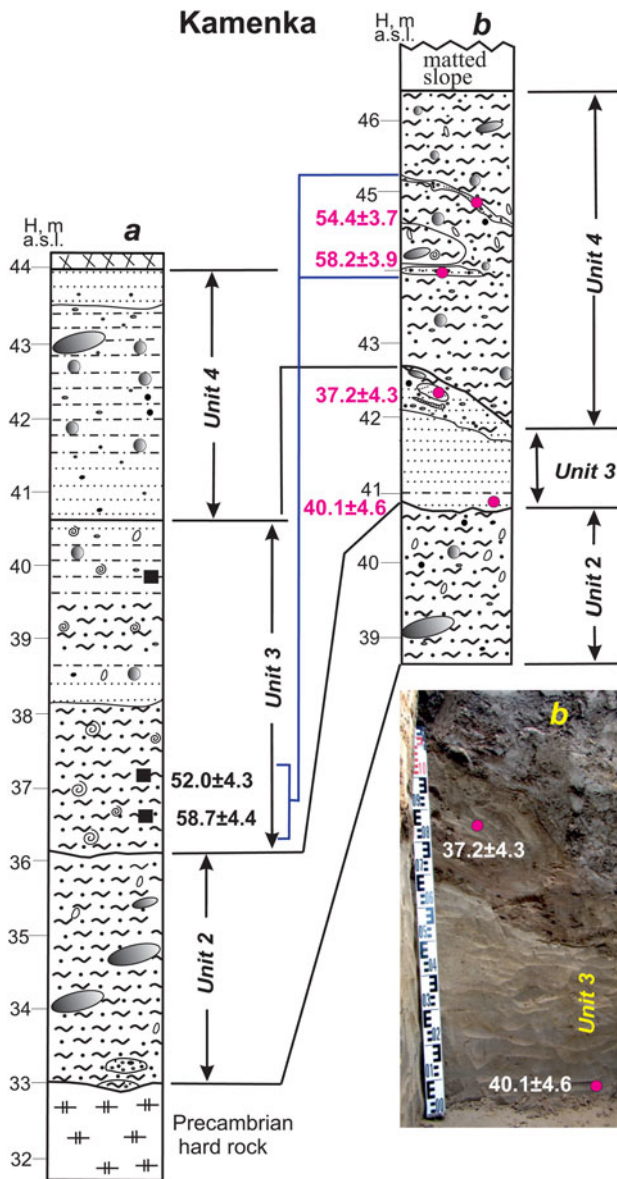 Kamenka
H, m
a.s.l.
b
matted
slope
46
45
43
42
41
40
39
54.4±3.7
58.2±3.9
37.2±4.3
40.1±4.6
Unit 4
Unit 3
Unit 2
H, m
a.s.l.
a
44
43
42
41
40
39
38
37
36
35
34
33
32
Unit 4
Unit 3
Unit 2
52.0±4.3
58.7±4.4
Precambrian
hard rock
b
37.2±4.3
Unit 3
40.1±4.6